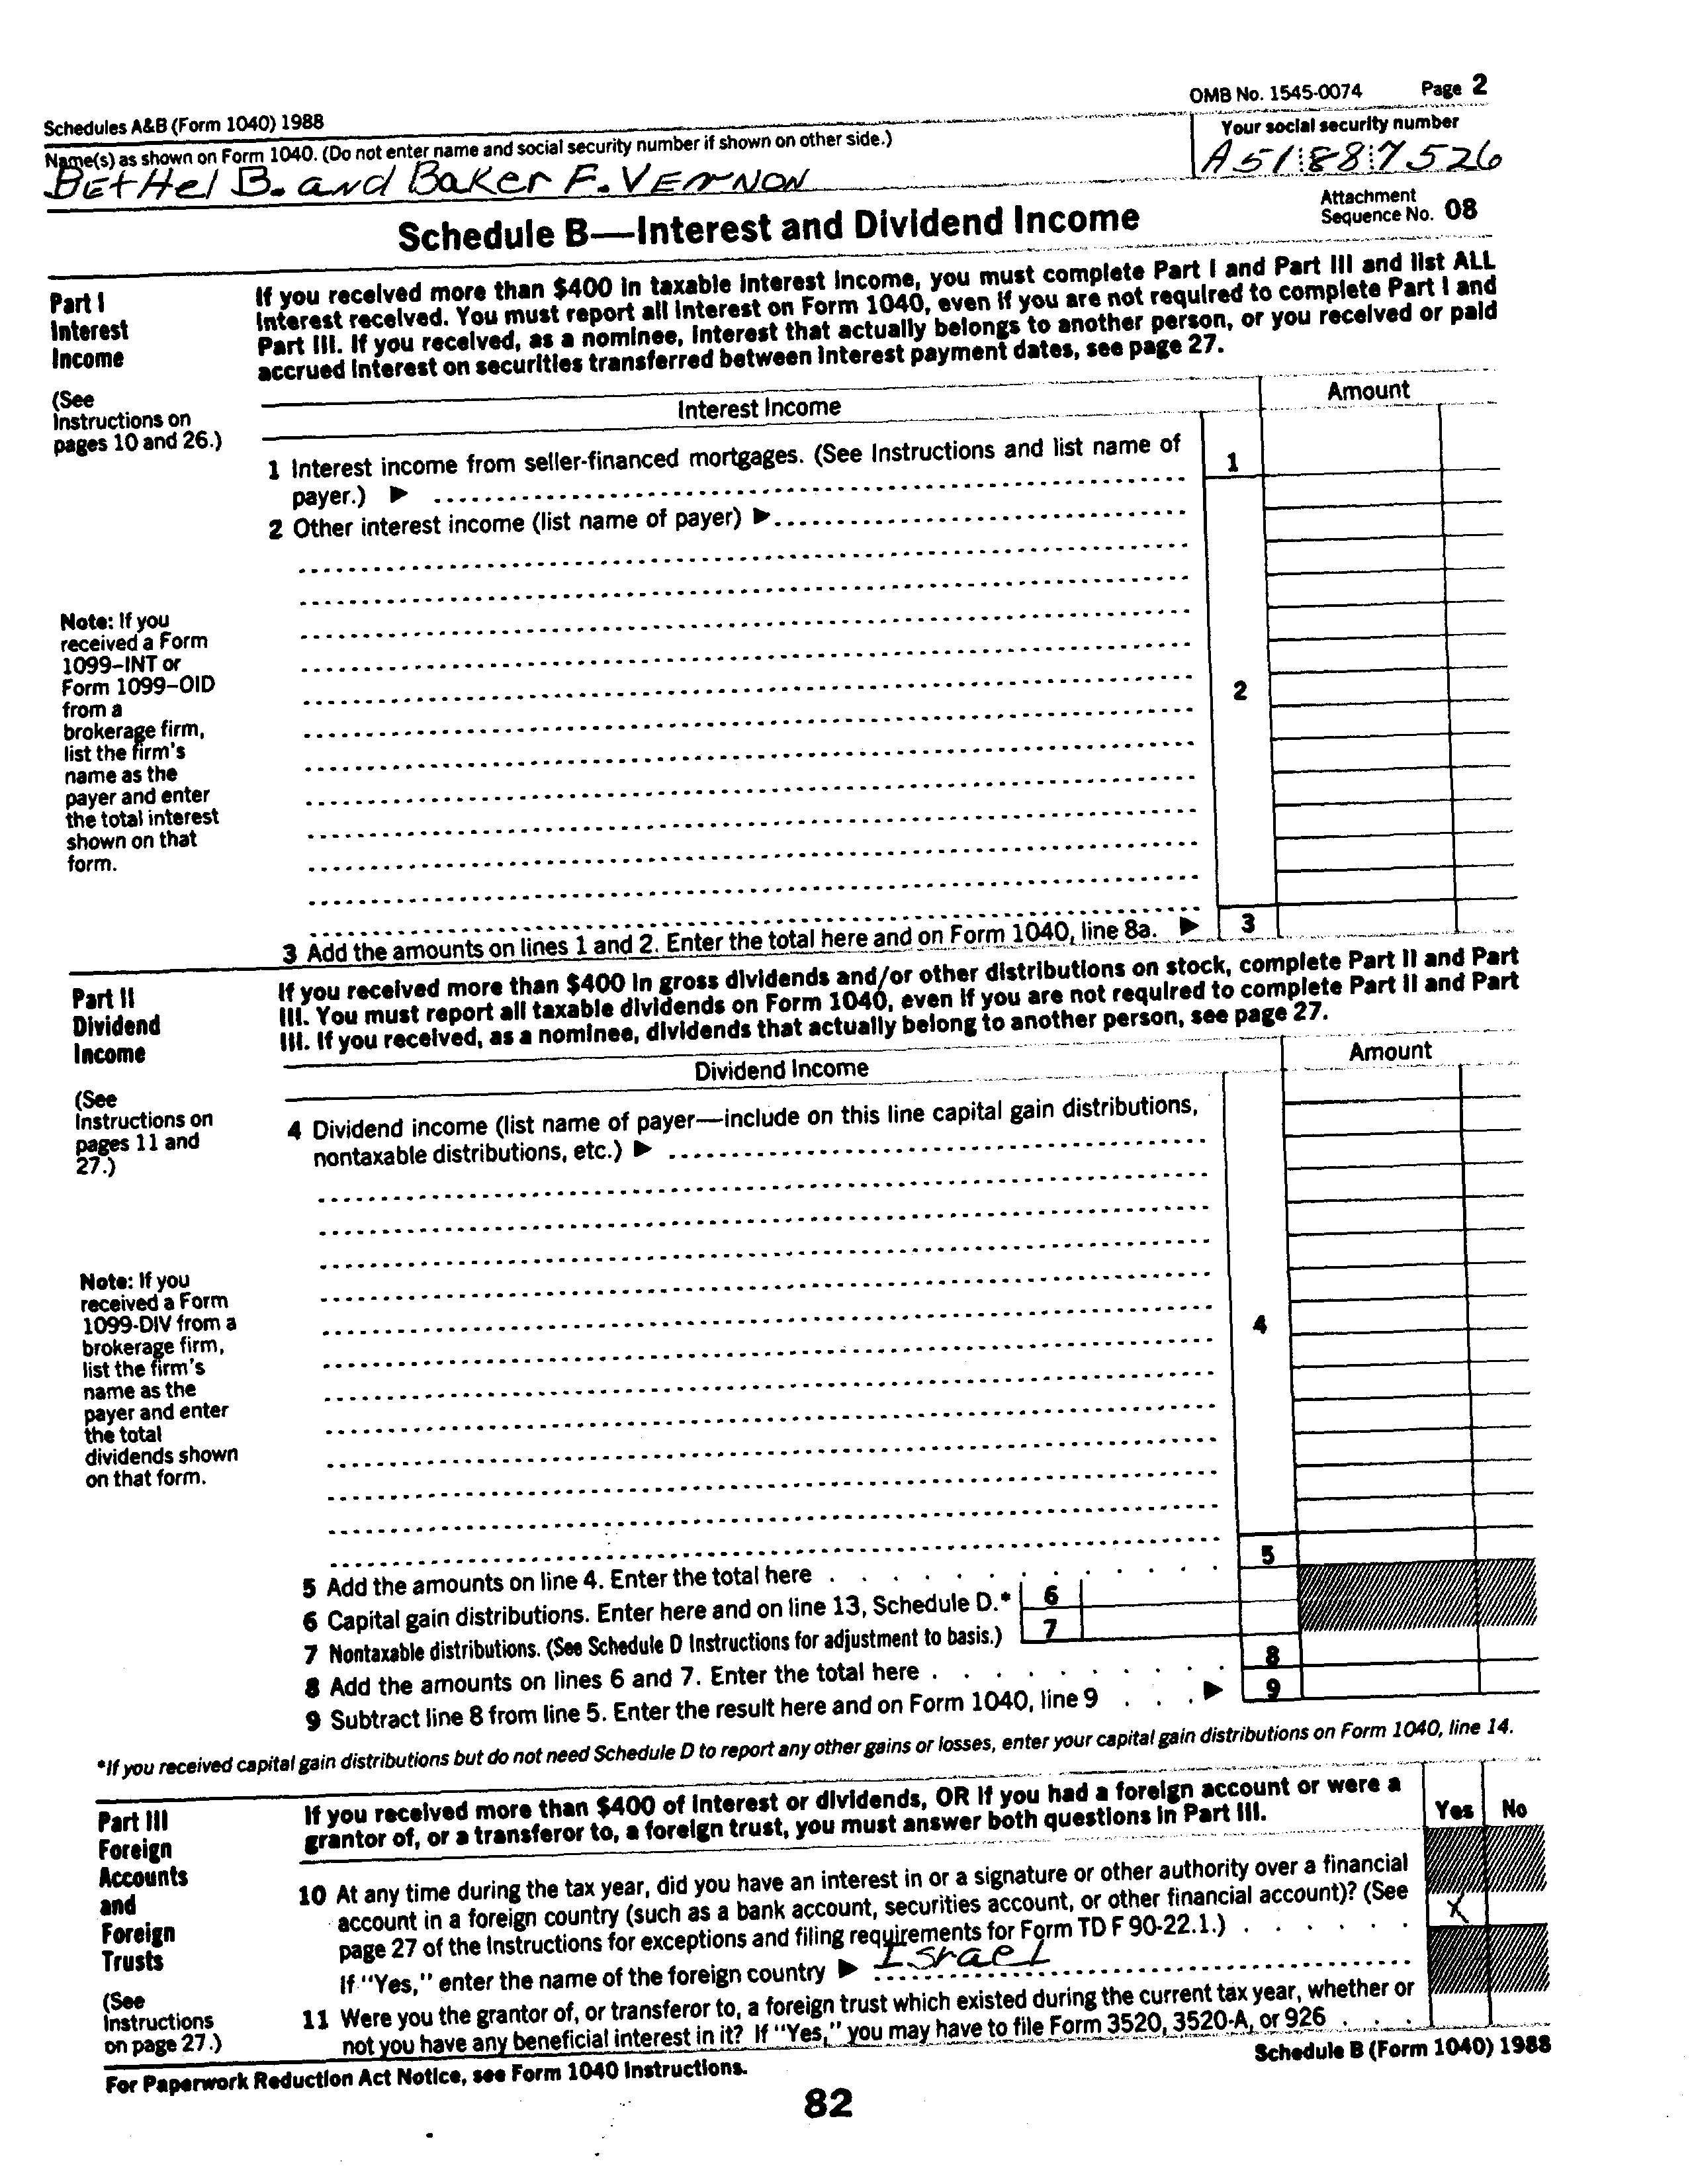 OMB No. 1545-0074 Page 2
Schedules A&B (Form 1040) 1988
Name(s) as shown on Form 1040. (Do not enter name and social security number if shown on other side.)
Your social security number
BEtHel B. and Baker F. VERNON
A51 88 7526
Attachment
Sequence No. 08
Schedule B—Interest and Dividend Income
Part I
Interest
Income
(See
Instructions on
pages 10 and 26.)
If you received more than $400 in taxable interest income, you must complete Part I and Part III and list ALL
interest received. You must report all interest on Form 1040, even if you are not required to complete Part I and
Part III. If you received, as a nominee, interest that actually belongs to another person, or you received or paid
accrued interest on securities transferred between interest payment dates, see page 27.
Interest Income
Amount
1 Interest income from seller-financed mortgages. (See Instructions and list name of
payer.) ▶
1
2 Other interest income (list name of payer) ▶
Note: If you
received a Form
1099–INT or
Form 1099–OID
from a
brokerage firm,
list the firm's
name as the
payer and enter
the total interest
shown on that
form.
2
3 Add the amounts on lines 1 and 2. Enter the total here and on Form 1040, line 8a. ▶
3
Part II
Dividend
Income
(See
Instructions on
pages 11 and
27.)
If you received more than $400 in gross dividends and/or other distributions on stock, complete Part II and Part
III. You must report all taxable dividends on Form 1040, even if you are not required to complete Part II and Part
III. If you received, as a nominee, dividends that actually belong to another person, see page 27.
Dividend Income
Amount
4 Dividend income (list name of payer—include on this line capital gain distributions,
nontaxable distributions, etc.) ▶
Note: If you
received a Form
1099-DIV from a
brokerage firm,
list the firm's
name as the
payer and enter
the total
dividends shown
on that form.
4
5 Add the amounts on line 4. Enter the total here
5
6 Capital gain distributions. Enter here and on line 13, Schedule D.*
6
7 Nontaxable distributions. (See Schedule D Instructions for adjustment to basis.)
7
8 Add the amounts on lines 6 and 7. Enter the total here
8
9 Subtract line 8 from line 5. Enter the result here and on Form 1040, line 9 ▶
9
*If you received capital gain distributions but do not need Schedule D to report any other gains or losses, enter your capital gain distributions on Form 1040, line 14.
Part III
Foreign
Accounts
and
Foreign
Trusts
(See
Instructions
on page 27.)
If you received more than $400 of interest or dividends, OR if you had a foreign account or were a
grantor of, or a transferor to, a foreign trust, you must answer both questions in Part III.
Yes No
10 At any time during the tax year, did you have an interest in or a signature or other authority over a financial
account in a foreign country (such as a bank account, securities account, or other financial account)? (See
page 27 of the Instructions for exceptions and filing requirements for Form TD F 90-22.1.)
X
If "Yes," enter the name of the foreign country ▶ Israel
11 Were you the grantor of, or transferor to, a foreign trust which existed during the current tax year, whether or
not you have any beneficial interest in it? If "Yes," you may have to file Form 3520, 3520-A, or 926
For Paperwork Reduction Act Notice, see Form 1040 Instructions.
Schedule B (Form 1040) 1988
82